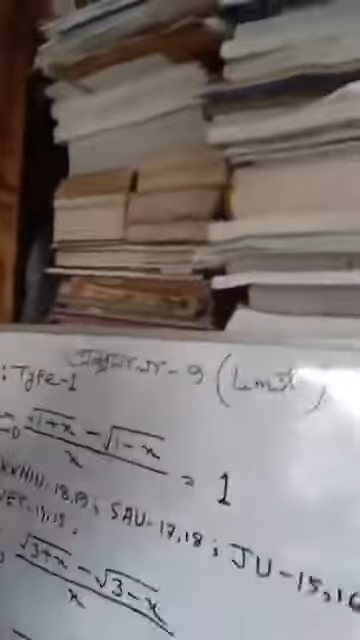 অধ্যায় - 9 (Limit)
: Type-1
√1+x - √1-x / x = 1
SAU-17,18; JU-15,16
√3+x - √3-x / x